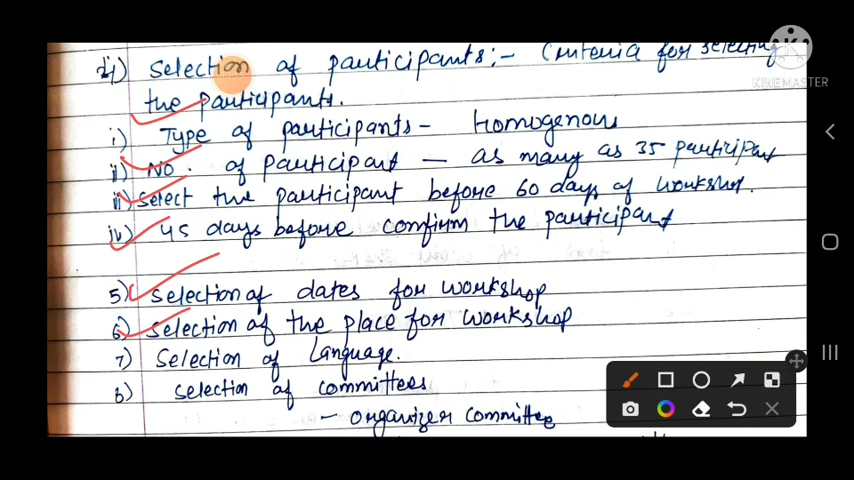 Selection of participants :- Criteria for selecting
the participants.
i) Type of participants - Homogenous
ii) No. of participant - as many as 35 participant
iii) Select the participant before 60 days of workshop.
iv) 45 days before confirm the participant
5) Selection of dates for workshop
6) Selection of the place for workshop
7) Selection of Language.
8) Selection of committees
- organizer committee
KINEMASTER